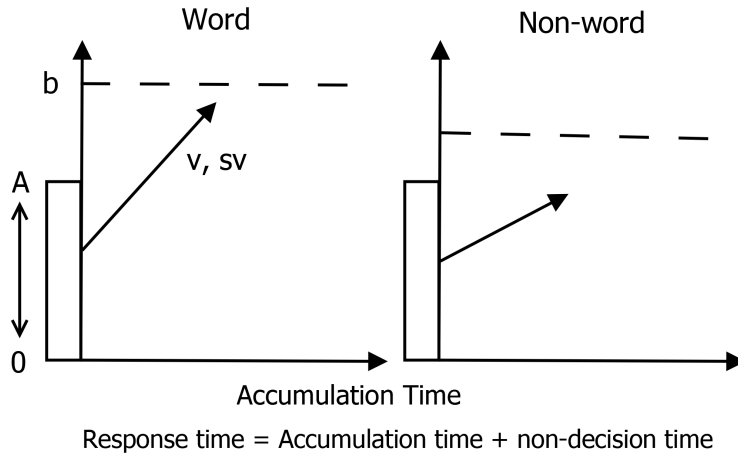 Word
Non-word
b
v, sv
A
0
Accumulation Time
Response time = Accumulation time + non-decision time